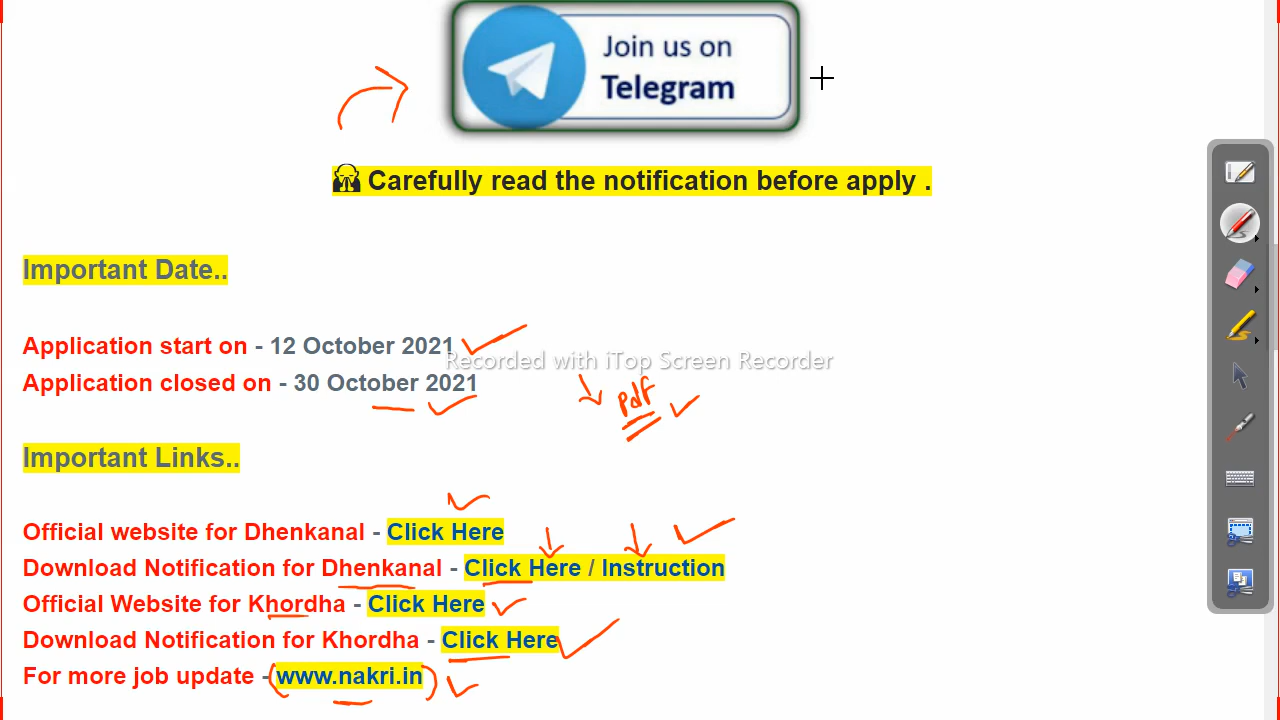 Join us on
Telegram
Carefully read the notification before apply .
Important Date..
Application start on - 12 October 2021
Recorded with iTop Screen Recorder
Application closed on - 30 October 2021
pdf
Important Links..
Official website for Dhenkanal - Click Here
Download Notification for Dhenkanal - Click Here / Instruction
Official Website for Khordha - Click Here
Download Notification for Khordha - Click Here
For more job update - www.nakri.in